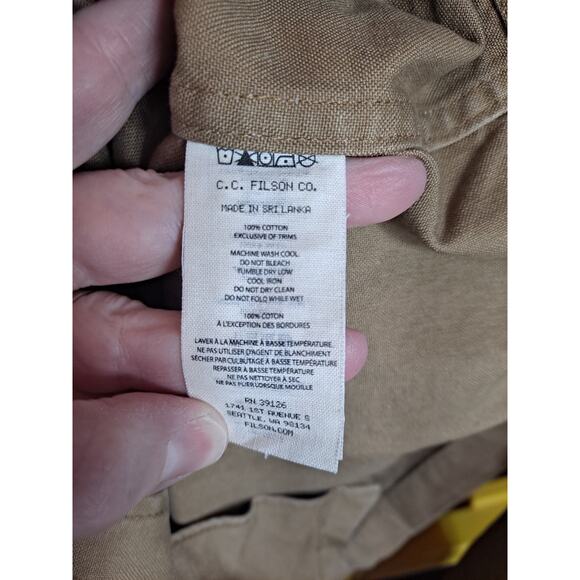 C.C. FILSON CO.
MADE IN SRI LANKA
100% COTTON
EXCLUSIVE OF TRIMS
MACHINE WASH COOL
DO NOT BLEACH
TUMBLE DRY LOW
COOL IRON
DO NOT DRY CLEAN
DO NOT FOLD WHILE WET
100% COTON
À L'EXCEPTION DES BORDURES
LAVER À LA MACHINE À BASSE TEMPÉRATURE
NE PAS UTILISER D'AGENT DE BLANCHIMENT
SÉCHER PAR CULBUTAGE À BASSE TEMPÉRATURE
REPASSER À BASSE TEMPÉRATURE
NE PAS NETTOYER À SEC
NE PAS PLIER LORSQUE MOUILLE
RN 39126
1741 1ST AVENUE S
SEATTLE, WA 98134
FILSON.COM